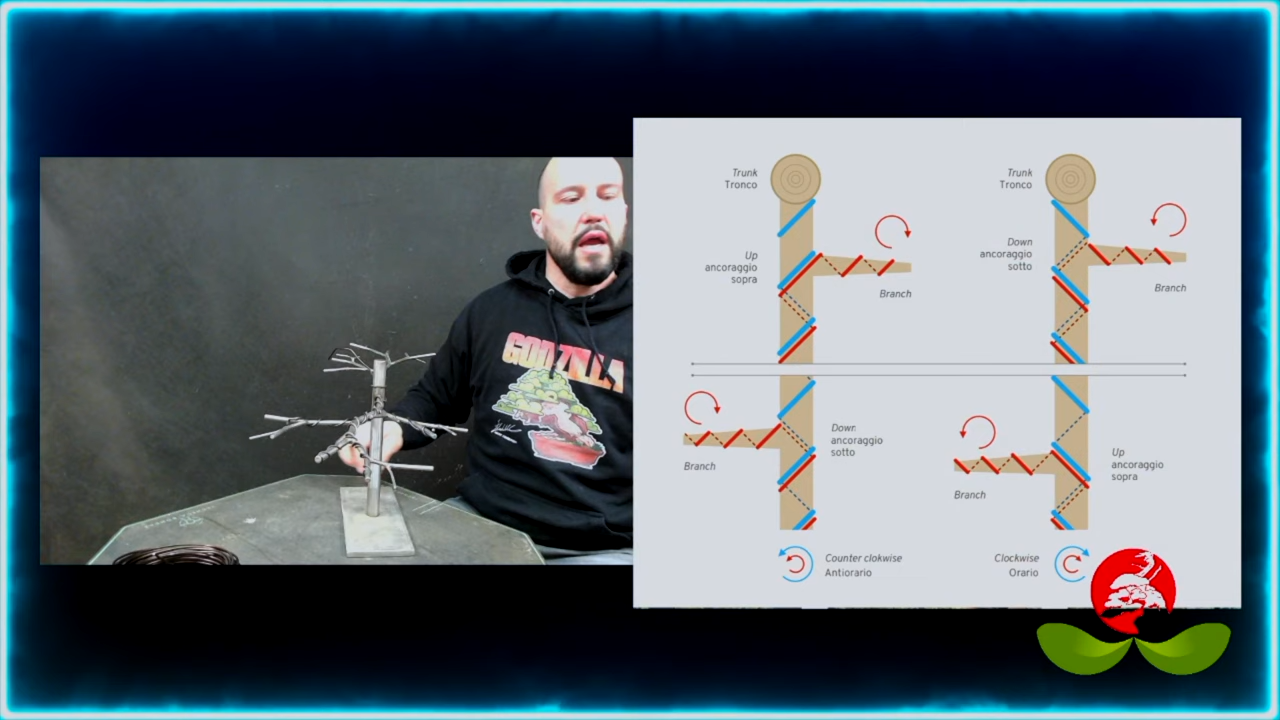 GODZILLA
Trunk
Tronco
Up
ancoraggio
sopra
Branch
Trunk
Tronco
Down
ancoraggio
sotto
Branch
Branch
Down
ancoraggio
sotto
Branch
Up
ancoraggio
sopra
Counter clokwise
Antiorario
Clockwise
Orario